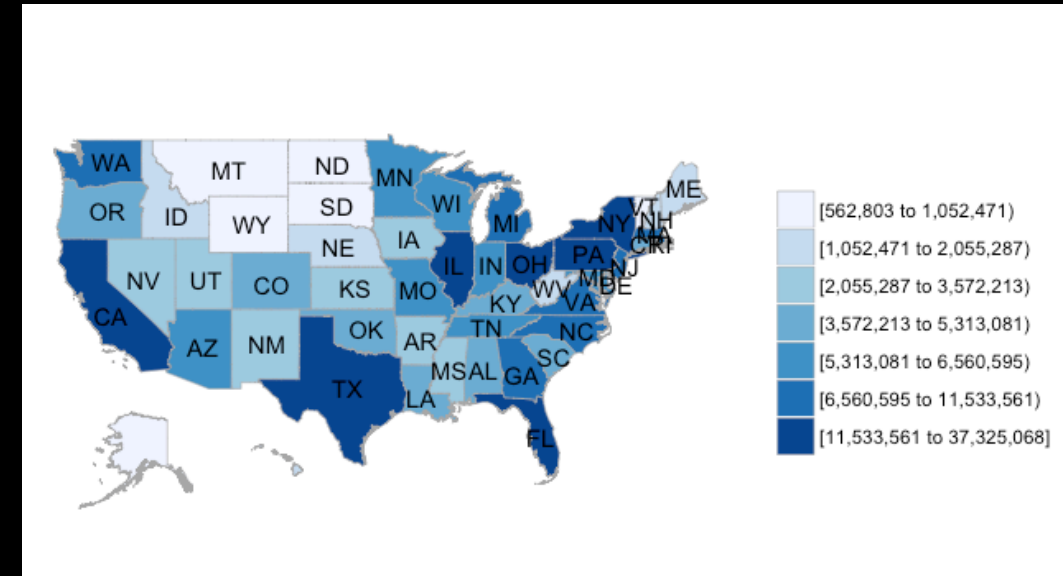 WA
MT
ND
MN
ME
OR
ID
SD
WI
MI
VT
NH
NY
MA
WY
NE
IA
PA
CT
RI
NJ
NV
UT
CO
KS
MO
IL
IN
OH
MD
DE
WV
VA
KY
CA
AZ
NM
OK
AR
TN
NC
SC
TX
LA
MS
AL
GA
FL
[562,803 to 1,052,471)
[1,052,471 to 2,055,287)
[2,055,287 to 3,572,213)
[3,572,213 to 5,313,081)
[5,313,081 to 6,560,595)
[6,560,595 to 11,533,561)
[11,533,561 to 37,325,068]